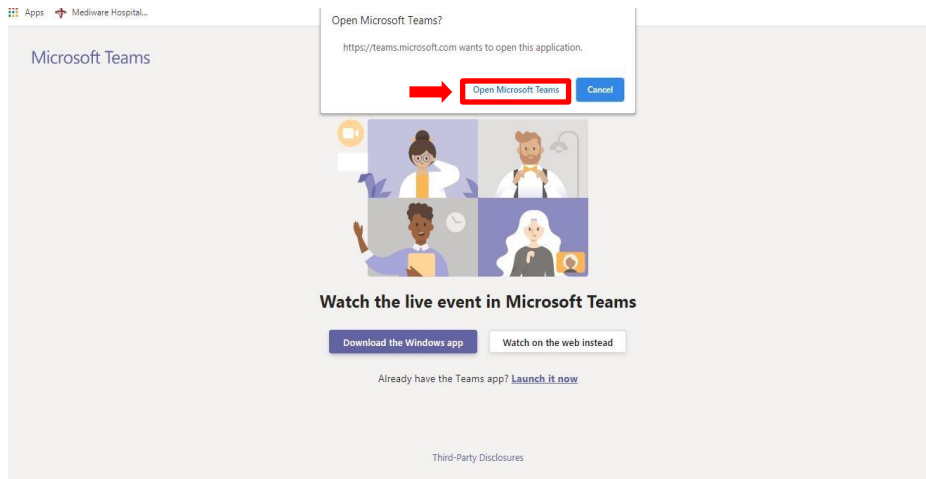 Apps Mediware Hospital...
Open Microsoft Teams?
https://teams.microsoft.com wants to open this application.
Open Microsoft Teams Cancel
Microsoft Teams
Watch the live event in Microsoft Teams
Download the Windows app Watch on the web instead
Already have the Teams app? Launch it now
Third-Party Disclosures